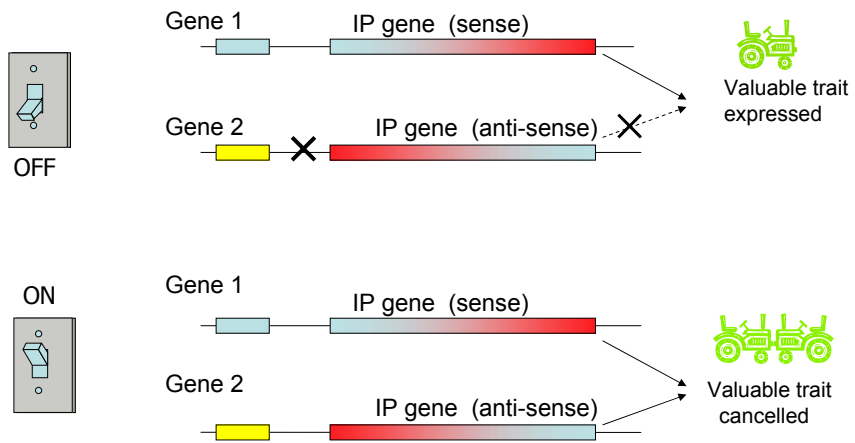 Gene 1
IP gene (sense)
Valuable trait
expressed
Gene 2
IP gene (anti-sense)
OFF
ON
Gene 1
IP gene (sense)
Gene 2
IP gene (anti-sense)
Valuable trait
cancelled